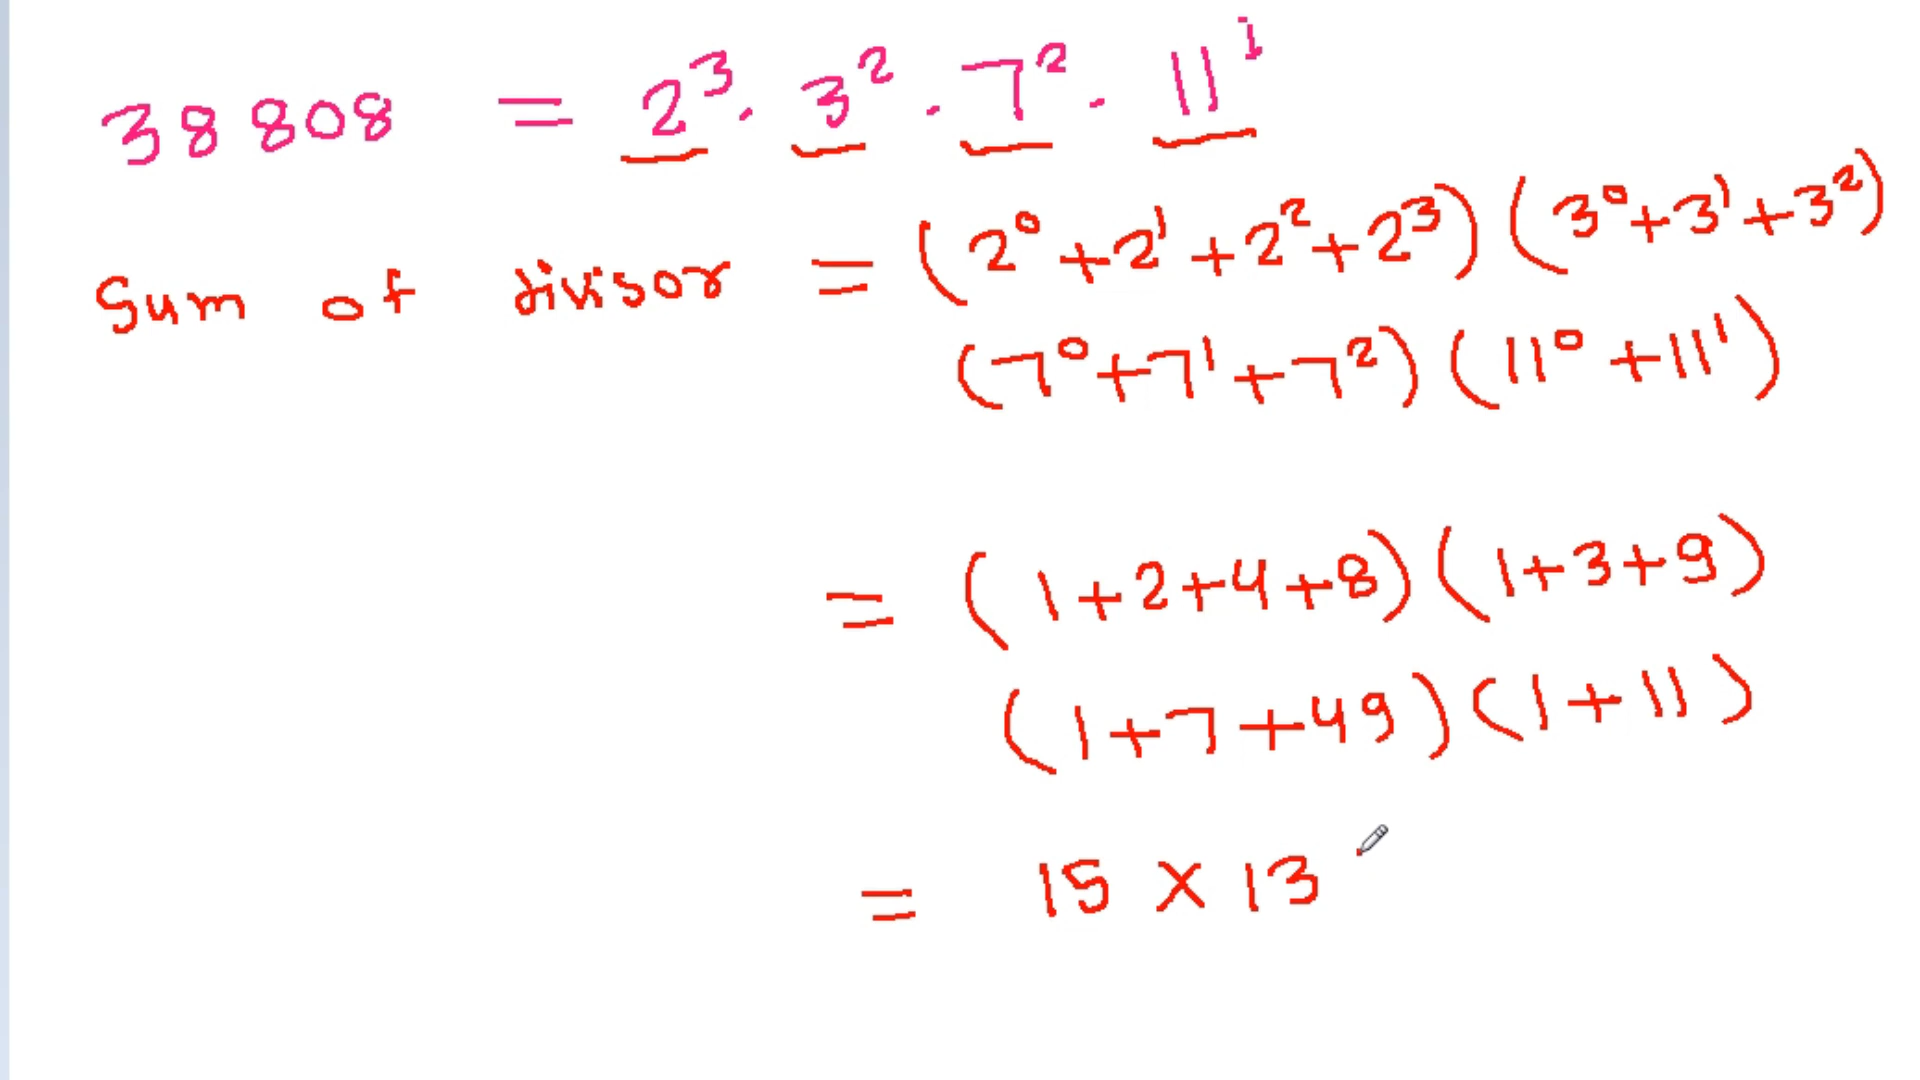 38808 = 2³ . 3² . 7² . 11¹
Sum of divisor = (2⁰+2¹+2²+2³) (3⁰+3¹+3²)
(7⁰+7¹+7²) (11⁰+11¹)
= (1+2+4+8) (1+3+9)
(1+7+49) (1+11)
= 15 × 13